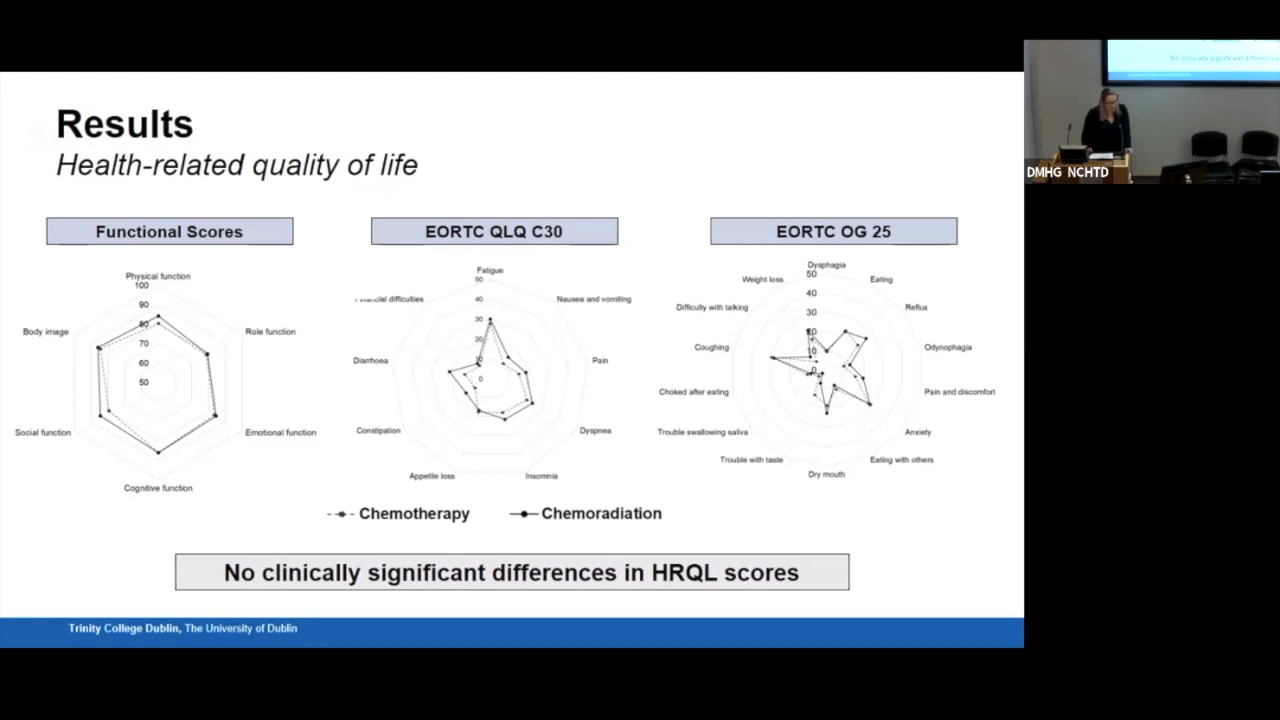 Results
Health-related quality of life
Functional Scores
EORTC QLQ C30
EORTC OG 25
Physical function
100
90
80
70
60
50
Body image
Role function
Social function
Emotional function
Cognitive function
Fatigue
50
40
30
20
10
0
difficulties
Nausea and vomiting
Diarrhoea
Pain
Constipation
Dyspnea
Appetite loss
Insomnia
Dysphagia
50
40
30
20
10
0
Weight loss
Eating
Difficulty with talking
Reflux
Coughing
Odynophagia
Choked after eating
Pain and discomfort
Trouble swallowing saliva
Anxiety
Trouble with taste
Eating with others
Dry mouth
Chemotherapy
Chemoradiation
No clinically significant differences in HRQL scores
Trinity College Dublin, The University of Dublin
No clinically significant differences
DMHG NCHTD